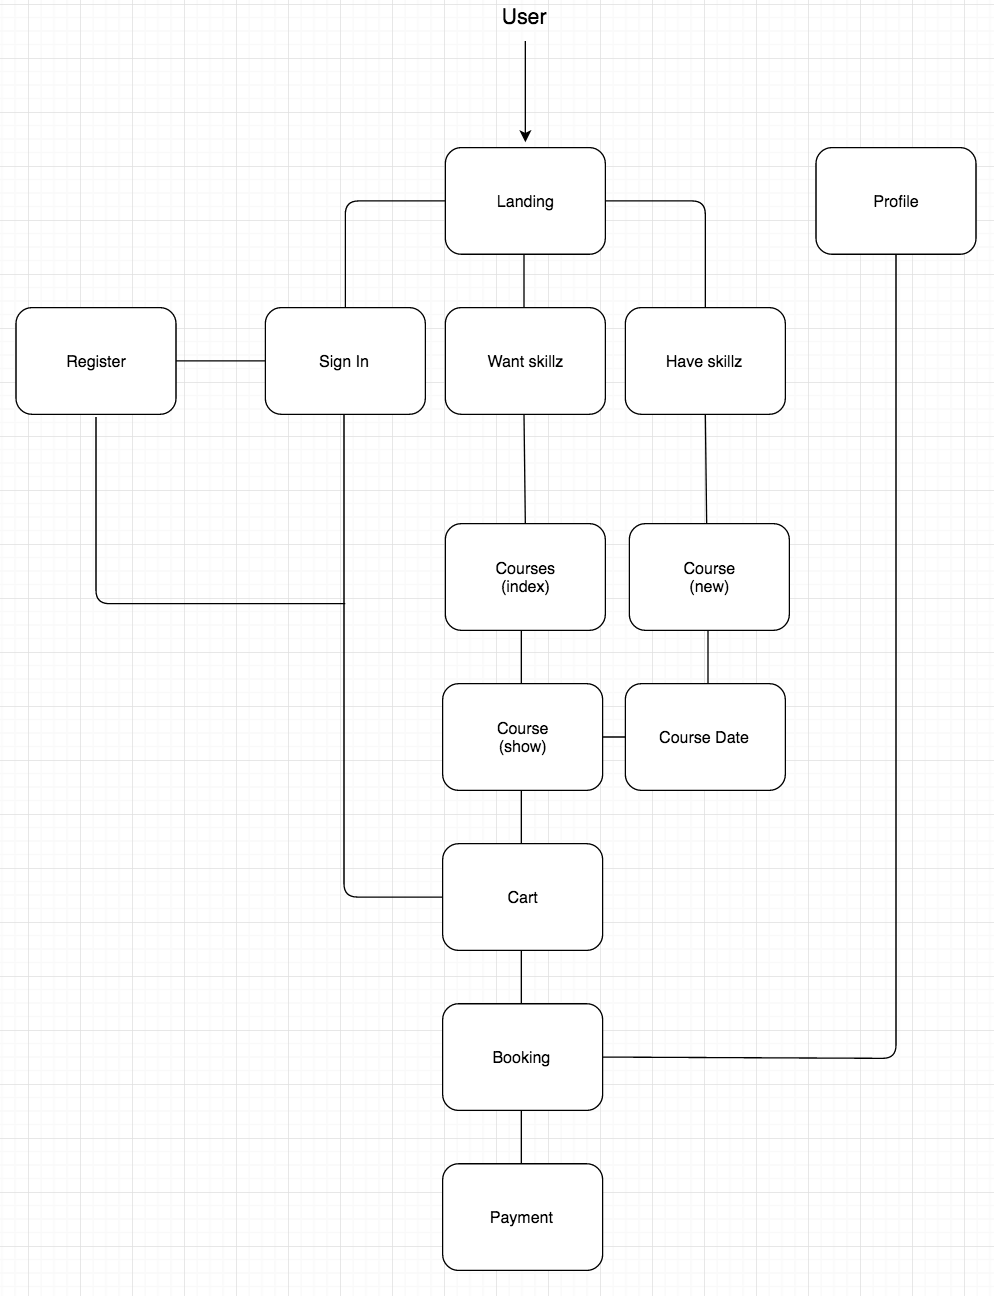 User
Landing
Profile
Register
Sign In
Want skillz
Have skillz
Courses
(index)
Course
(new)
Course
(show)
Course Date
Cart
Booking
Payment